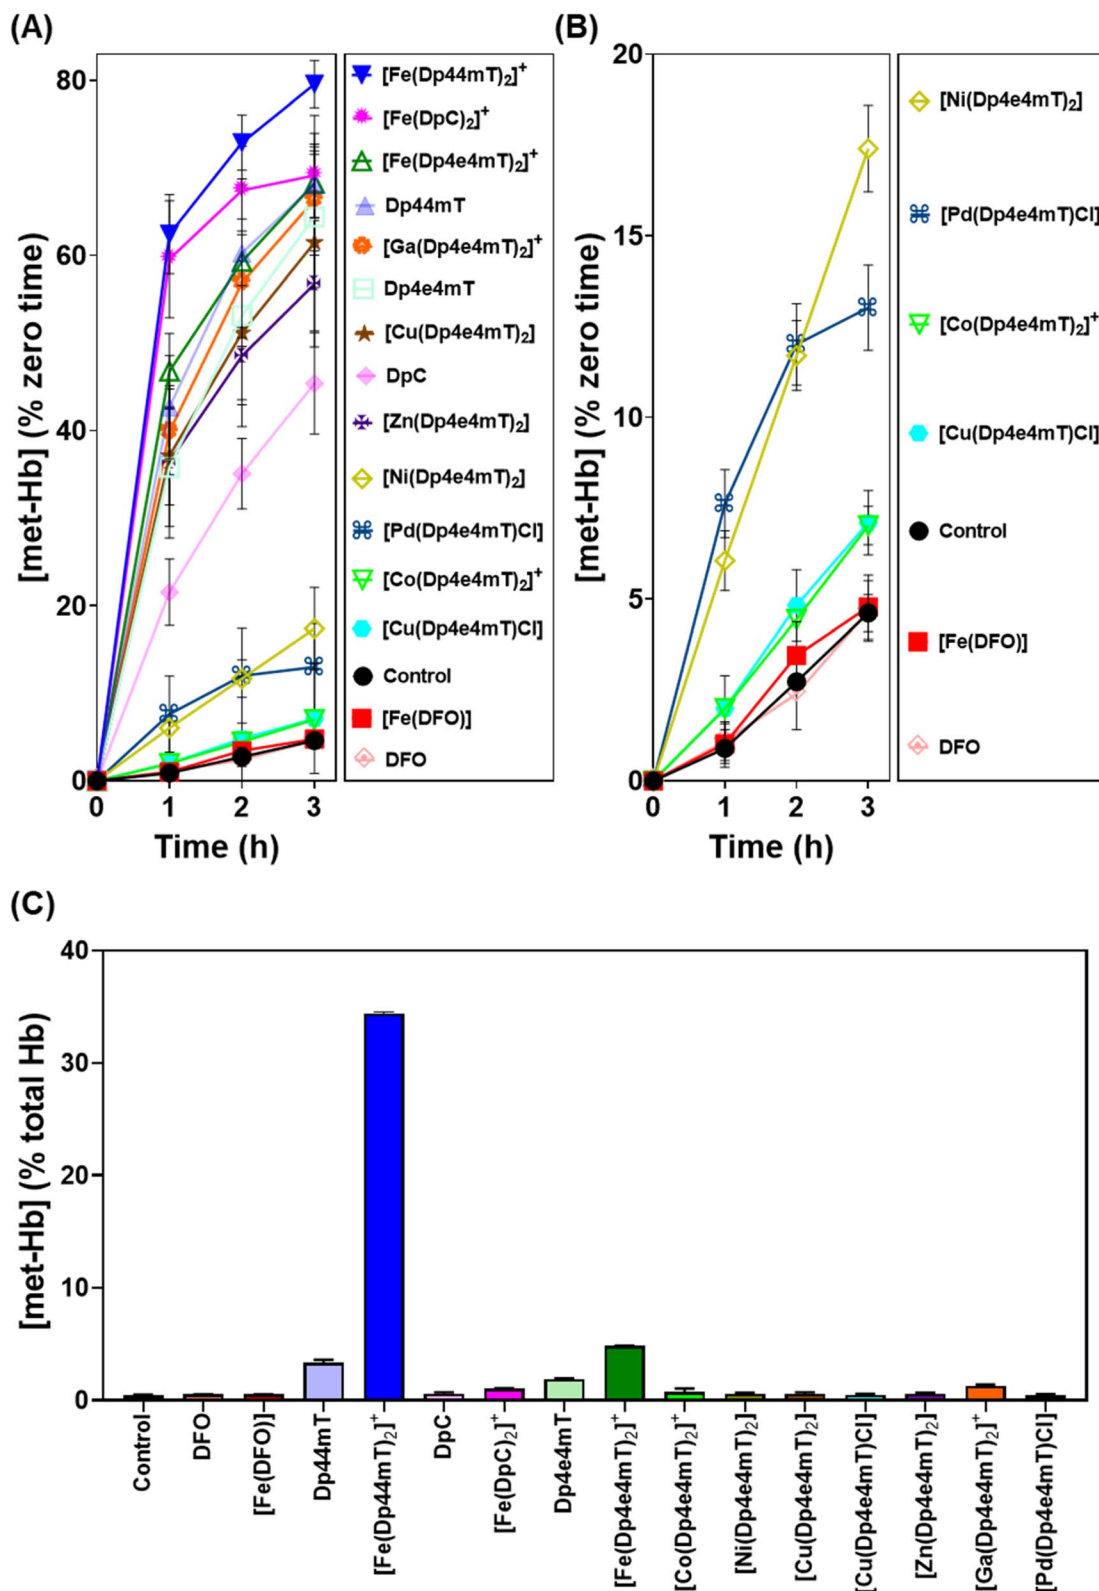 (A)
[met-Hb] (% zero time)
80
60
40
20
0
0 1 2 3
Time (h)
[Fe(Dp44mT)₂]⁺
[Fe(DpC)₂]⁺
[Fe(Dp4e4mT)₂]⁺
Dp44mT
[Ga(Dp4e4mT)₂]⁺
Dp4e4mT
[Cu(Dp4e4mT)₂]
DpC
[Zn(Dp4e4mT)₂]
[Ni(Dp4e4mT)₂]
[Pd(Dp4e4mT)Cl]
[Co(Dp4e4mT)₂]⁺
[Cu(Dp4e4mT)Cl]
Control
[Fe(DFO)]
DFO
(B)
[met-Hb] (% zero time)
20
15
10
5
0
0 1 2 3
Time (h)
[Ni(Dp4e4mT)₂]
[Pd(Dp4e4mT)Cl]
[Co(Dp4e4mT)₂]⁺
[Cu(Dp4e4mT)Cl]
Control
[Fe(DFO)]
DFO
(C)
[met-Hb] (% total Hb)
40
30
20
10
0
Control
DFO
[Fe(DFO)]
Dp44mT
[Fe(Dp44mT)₂]⁺
DpC
[Fe(DpC)₂]⁺
Dp4e4mT
[Fe(Dp4e4mT)₂]⁺
[Co(Dp4e4mT)₂]⁺
[Ni(Dp4e4mT)₂]
[Cu(Dp4e4mT)₂]
[Cu(Dp4e4mT)Cl]
[Zn(Dp4e4mT)₂]
[Ga(Dp4e4mT)₂]⁺
[Pd(Dp4e4mT)Cl]